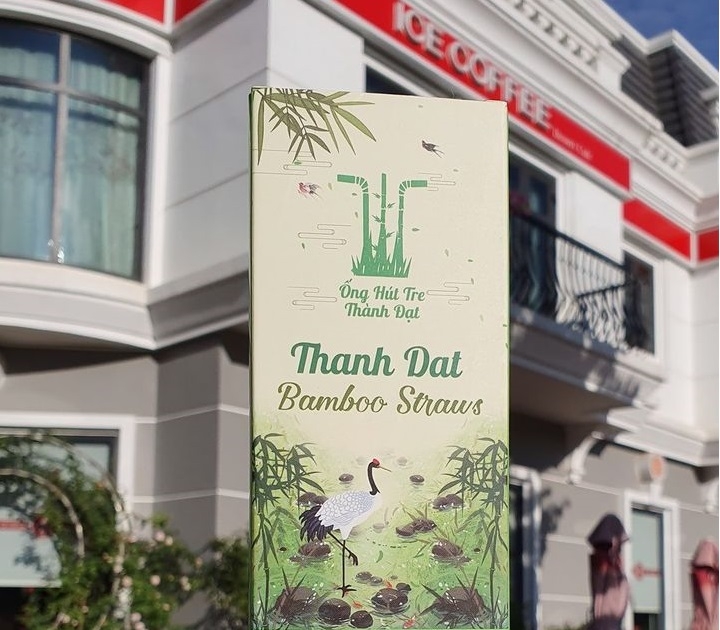 ICE COFFEE
Ống Hút Tre
Thành Đạt
Thanh Dat
Bamboo Straws